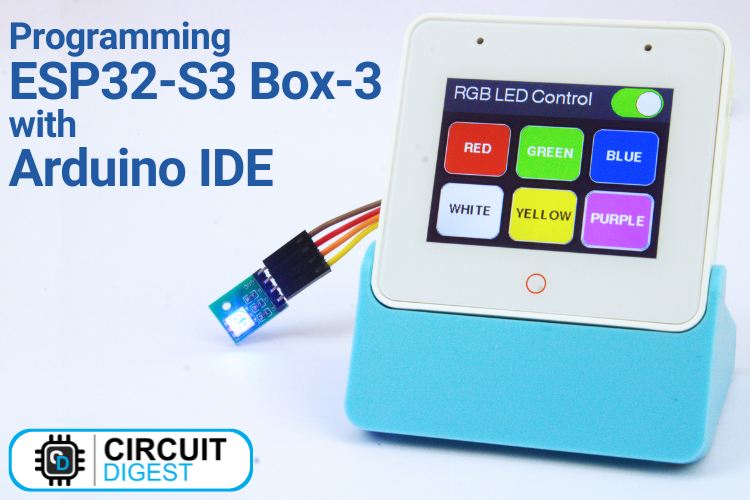 Programming
ESP32-S3 Box-3
with
Arduino IDE
RGB LED Control
RED
GREEN
BLUE
WHITE
YELLOW
PURPLE
CD
CIRCUIT
DIGEST